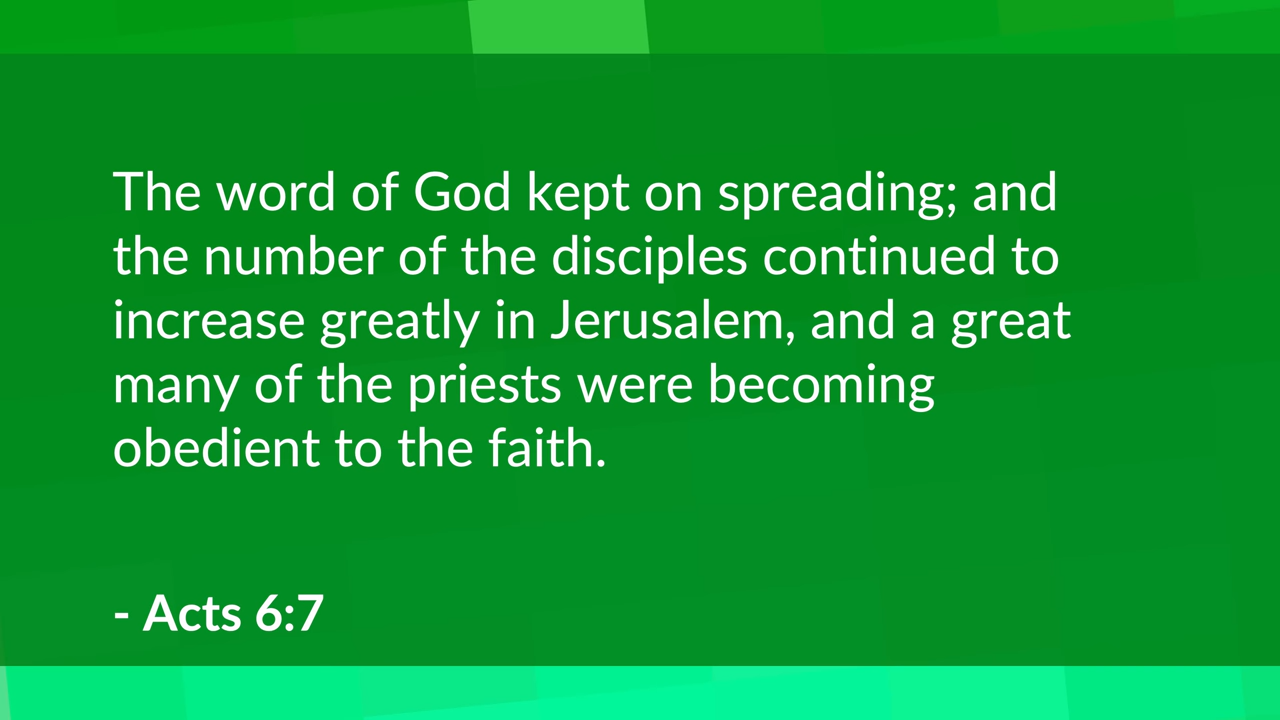 The word of God kept on spreading; and
the number of the disciples continued to
increase greatly in Jerusalem, and a great
many of the priests were becoming
obedient to the faith.
- Acts 6:7